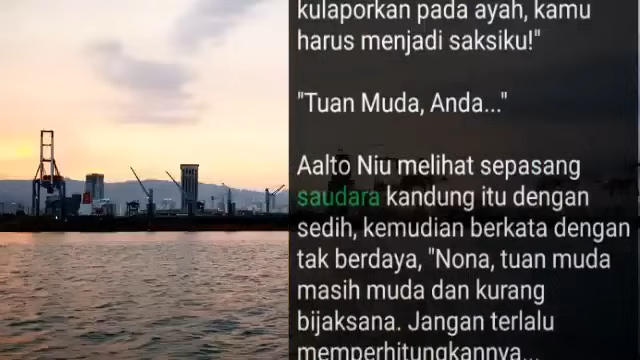 kulaporkan pada ayah, kamu
harus menjadi saksiku!"
"Tuan Muda, Anda..."
Aalto Niu melihat sepasang
saudara kandung itu dengan
sedih, kemudian berkata dengan
tak berdaya, "Nona, tuan muda
masih muda dan kurang
bijaksana. Jangan terlalu
memperhitungkannya...